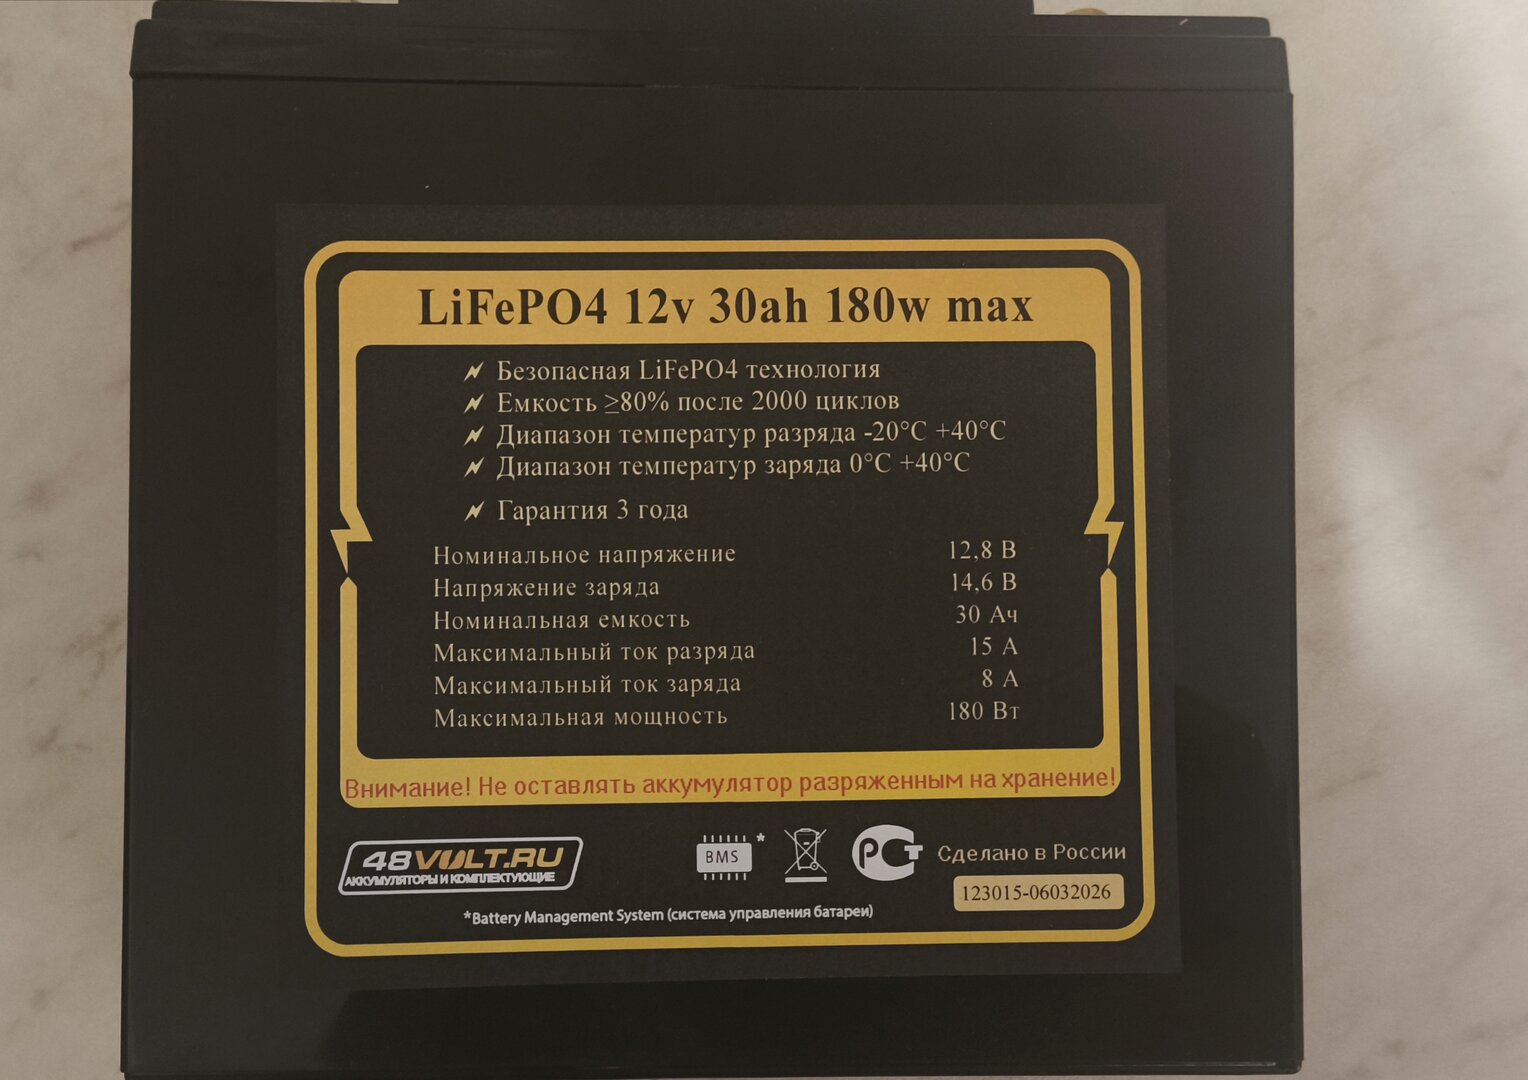 LiFePO4 12v 30ah 180w max
Безопасная LiFePO4 технология
Емкость ≥80% после 2000 циклов
Диапазон температур разряда -20°C +40°C
Диапазон температур заряда 0°C +40°C
Гарантия 3 года
Номинальное напряжение 12,8 В
Напряжение заряда 14,6 В
Номинальная емкость 30 Ач
Максимальный ток разряда 15 А
Максимальный ток заряда 8 А
Максимальная мощность 180 Вт
Внимание! Не оставлять аккумулятор разряженным на хранение!
48VOLT.RU
АККУМУЛЯТОРЫ И КОМПЛЕКТУЮЩИЕ
BMS *
РСТ
Сделано в России
123015-06032026
*Battery Management System (система управления батареи)